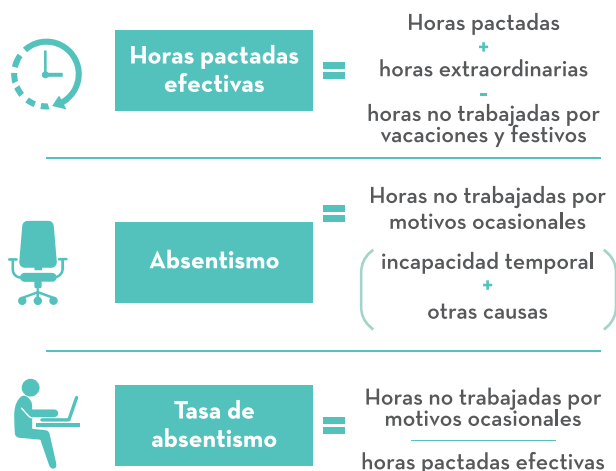 Horas pactadas
efectivas
=
Horas pactadas
+
horas extraordinarias
-
horas no trabajadas por
vacaciones y festivos
Absentismo
=
Horas no trabajadas por
motivos ocasionales
(incapacidad temporal
+
otras causas)
Tasa de
absentismo
=
Horas no trabajadas por
motivos ocasionales
horas pactadas efectivas